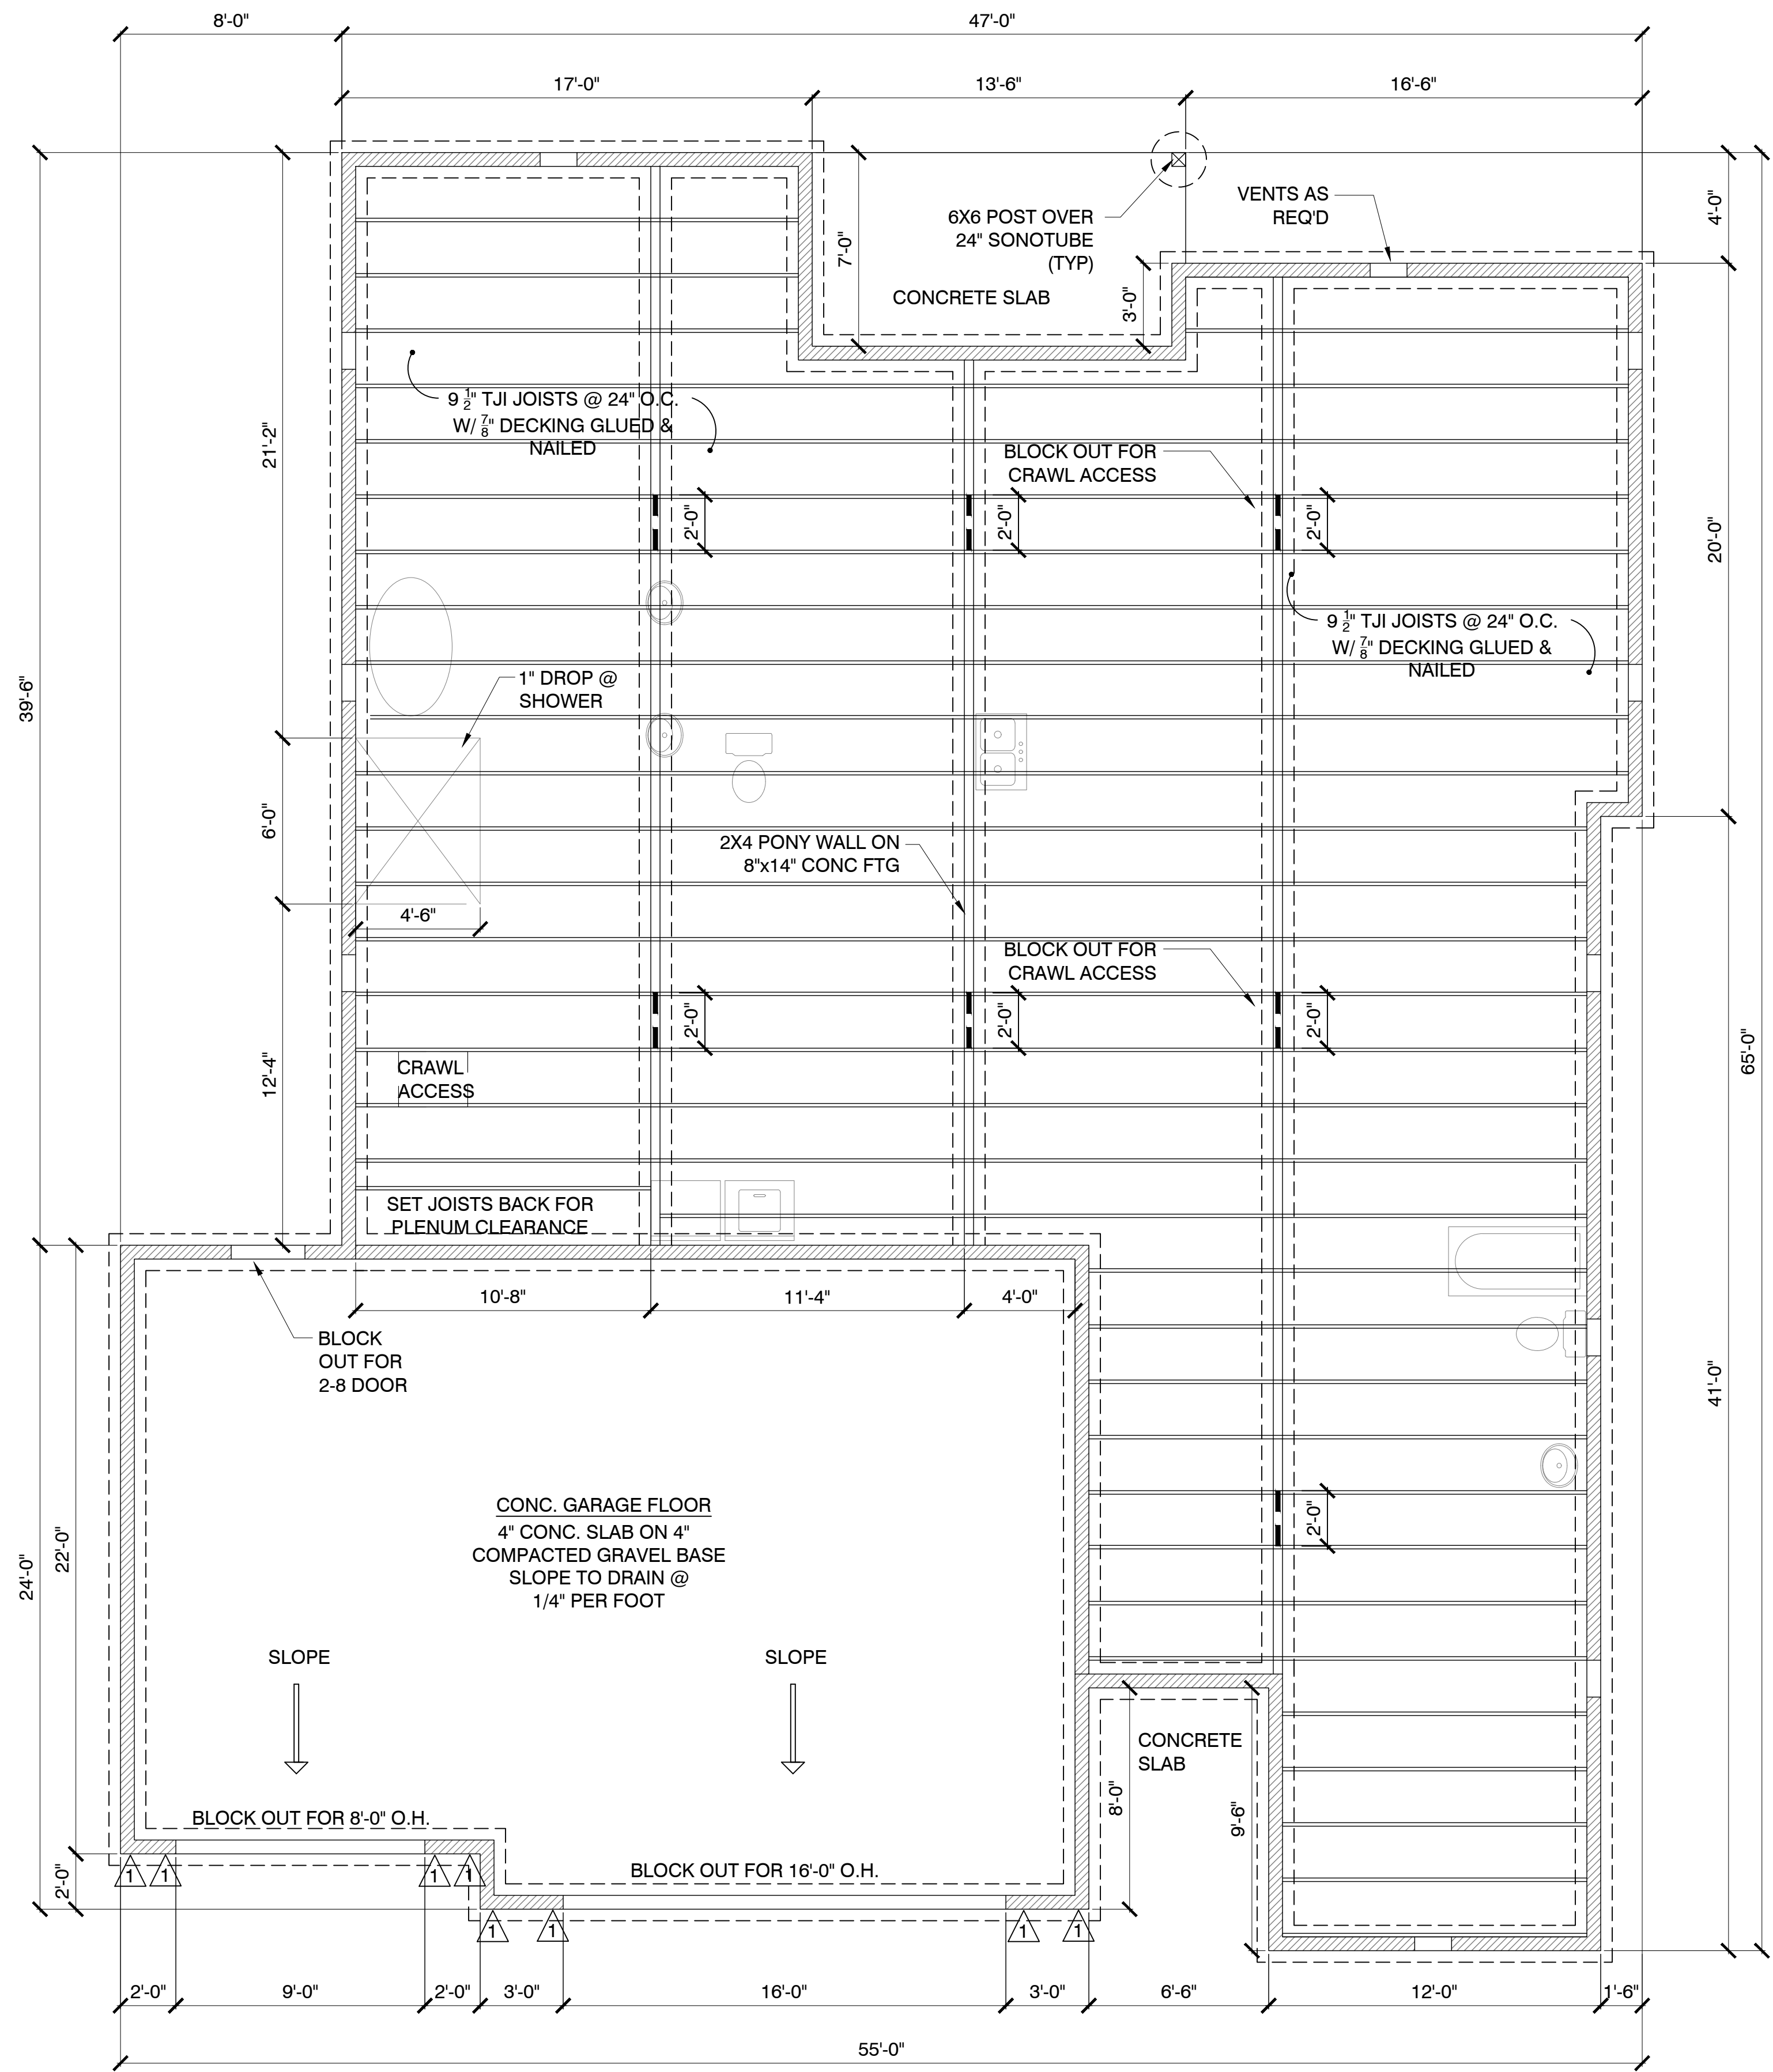 8'-0"
47'-0"
17'-0"
13'-6"
16'-6"
6X6 POST OVER
24" SONOTUBE
(TYP)
VENTS AS
REQ'D
4'-0"
7'-0"
3'-0"
CONCRETE SLAB
9 1/2" TJI JOISTS @ 24" O.C.
W/ 7/8" DECKING GLUED &
NAILED
21'-2"
BLOCK OUT FOR
CRAWL ACCESS
2'-0"
2'-0"
2'-0"
20'-0"
9 1/2" TJI JOISTS @ 24" O.C.
W/ 7/8" DECKING GLUED &
NAILED
39'-6"
1" DROP @
SHOWER
6'-0"
2X4 PONY WALL ON
8"x14" CONC FTG
4'-6"
BLOCK OUT FOR
CRAWL ACCESS
2'-0"
2'-0"
2'-0"
65'-0"
12'-4"
CRAWL
ACCESS
SET JOISTS BACK FOR
PLENUM CLEARANCE
10'-8"
11'-4"
4'-0"
BLOCK
OUT FOR
2-8 DOOR
41'-0"
CONC. GARAGE FLOOR
4" CONC. SLAB ON 4"
COMPACTED GRAVEL BASE
SLOPE TO DRAIN @
1/4" PER FOOT
2'-0"
24'-0"
22'-0"
SLOPE
SLOPE
CONCRETE
SLAB
8'-0"
9'-6"
BLOCK OUT FOR 8'-0" O.H.
BLOCK OUT FOR 16'-0" O.H.
2'-0"
1
1
1
1
1
1
1
1
2'-0"
9'-0"
2'-0"
3'-0"
16'-0"
3'-0"
6'-6"
12'-0"
1'-6"
55'-0"